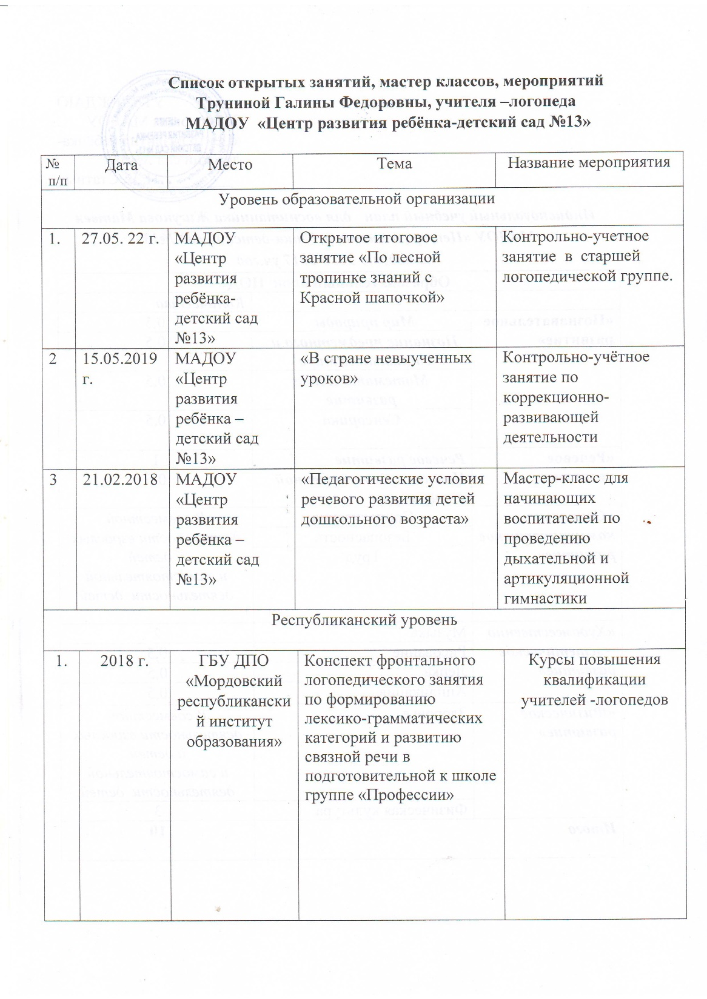 Список открытых занятий, мастер классов, мероприятий
Труниной Галины Федоровны, учителя –логопеда
МАДОУ «Центр развития ребёнка-детский сад №13»
№
п/п
Дата
Место
Тема
Название мероприятия
Уровень образовательной организации
1.
27.05. 22 г.
МАДОУ
«Центр
развития
ребёнка-
детский сад
№13»
Открытое итоговое
занятие «По лесной
тропинке знаний с
Красной шапочкой»
Контрольно-учетное
занятие в старшей
логопедической группе.
2
15.05.2019
г.
МАДОУ
«Центр
развития
ребёнка –
детский сад
№13»
«В стране невыученных
уроков»
Контрольно-учётное
занятие по
коррекционно-
развивающей
деятельности
3
21.02.2018
МАДОУ
«Центр
развития
ребёнка –
детский сад
№13»
«Педагогические условия
речевого развития детей
дошкольного возраста»
Мастер-класс для
начинающих
воспитателей по
проведению
дыхательной и
артикуляционной
гимнастики
Республиканский уровень
1.
2018 г.
ГБУ ДПО
«Мордовский
республикански
й институт
образования»
Конспект фронтального
логопедического занятия
по формированию
лексико-грамматических
категорий и развитию
связной речи в
подготовительной к школе
группе «Профессии»
Курсы повышения
квалификации
учителей -логопедов